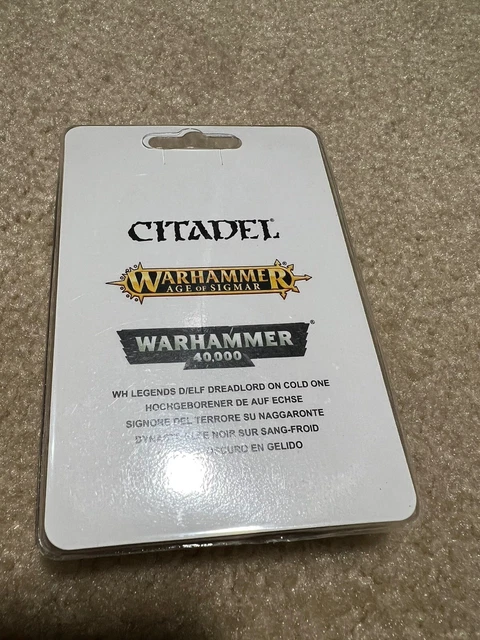 CITADEL®
WARHAMMER
AGE OF SIGMAR
WARHAMMER®
40,000
WH LEGENDS D/ELF DREADLORD ON COLD ONE
HOCHGEBORENER DE AUF ECHSE
SIGNORE DEL TERRORE SU NAGGARONTE
NOIR SUR SANG-FROID
EN GELIDO